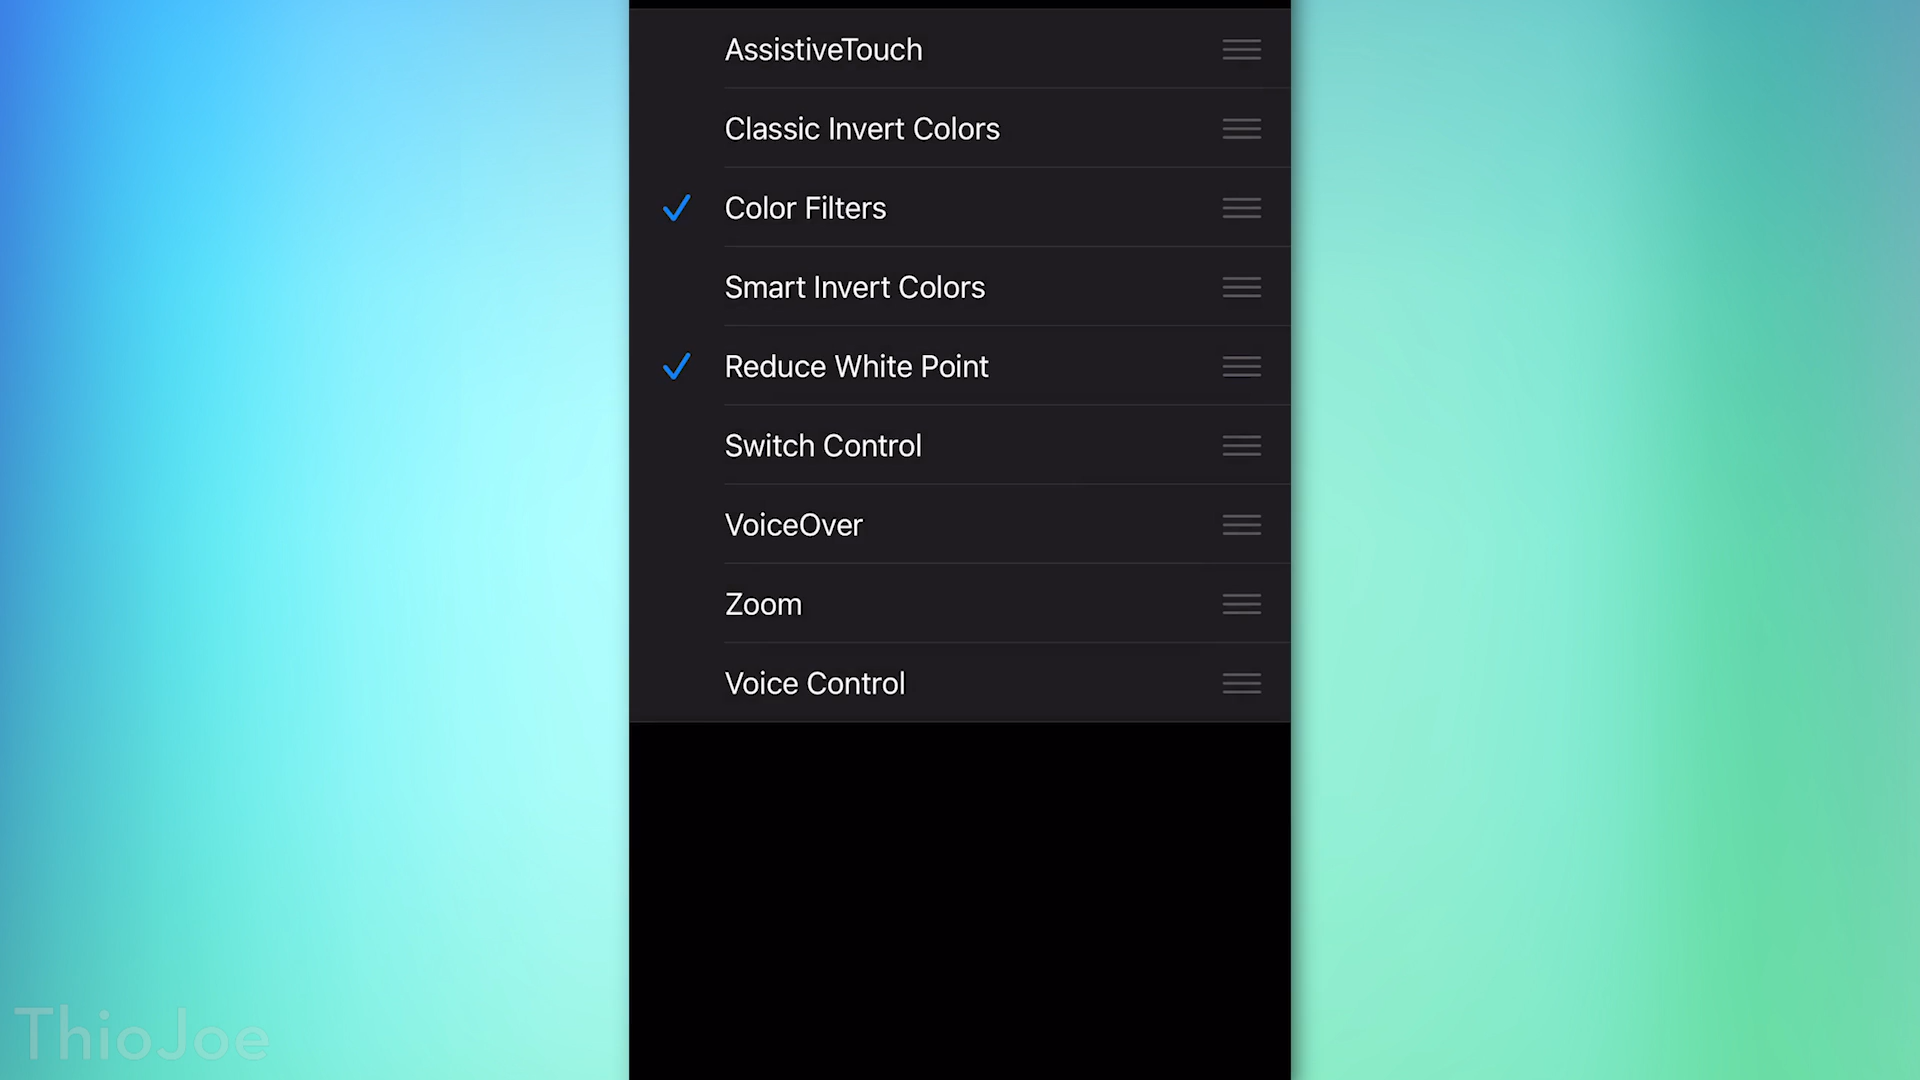 AssistiveTouch
Classic Invert Colors
Color Filters
Smart Invert Colors
Reduce White Point
Switch Control
VoiceOver
Zoom
Voice Control
ThioJoe